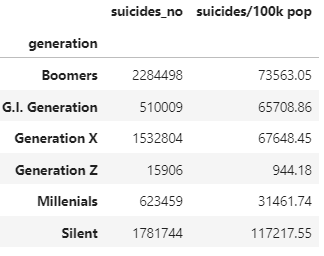 suicides_no suicides/100k pop
generation
Boomers 2284498 73563.05
G.I. Generation 510009 65708.86
Generation X 1532804 67648.45
Generation Z 15906 944.18
Millenials 623459 31461.74
Silent 1781744 117217.55